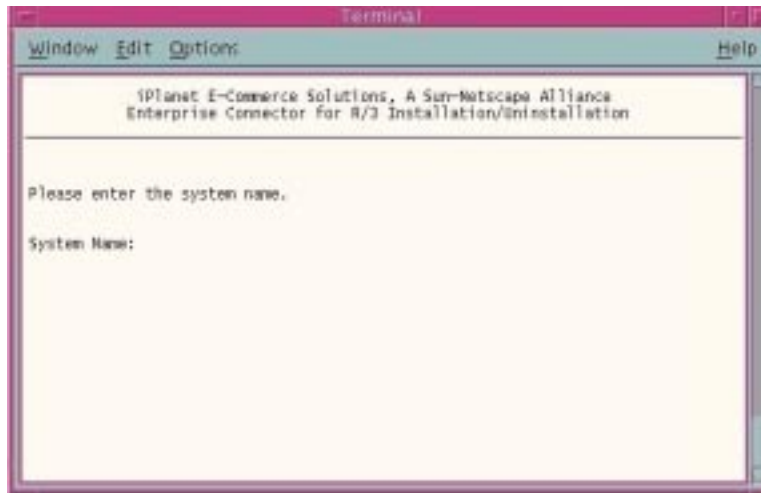 Terminal
Window Edit Options Help
iPlanet E-Commerce Solutions, A Sun-Netscape Alliance
Enterprise Connector for R/3 Installation/Uninstallation
Please enter the system name.
System Name: